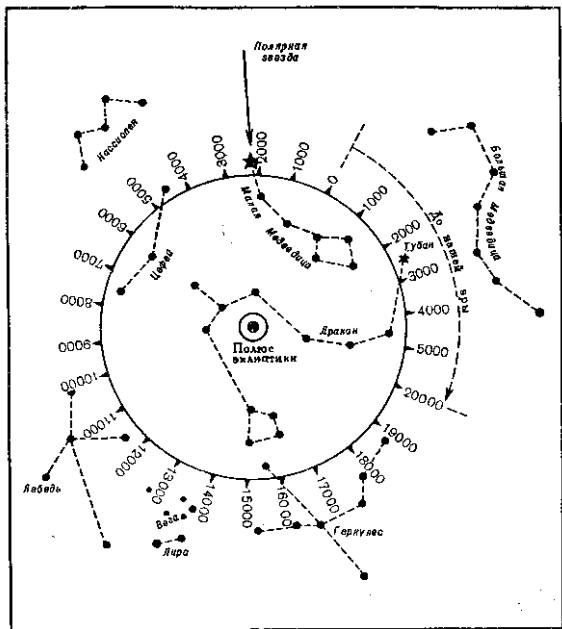 Полярная
звезда
Кассиопея
Большая
Медведица
3000
2000
1000
0
1000
2000
3000
4000
5000
20000
19000
18000
17000
16000
15000
14000
13000
12000
11000
10000
9000
8000
7000
6000
5000
4000
Малая
Медведица
До нашей эры
Тубан
Цефей
Дракон
Полюс
эклиптики
Лебедь
Вега
Лира
Геркулес